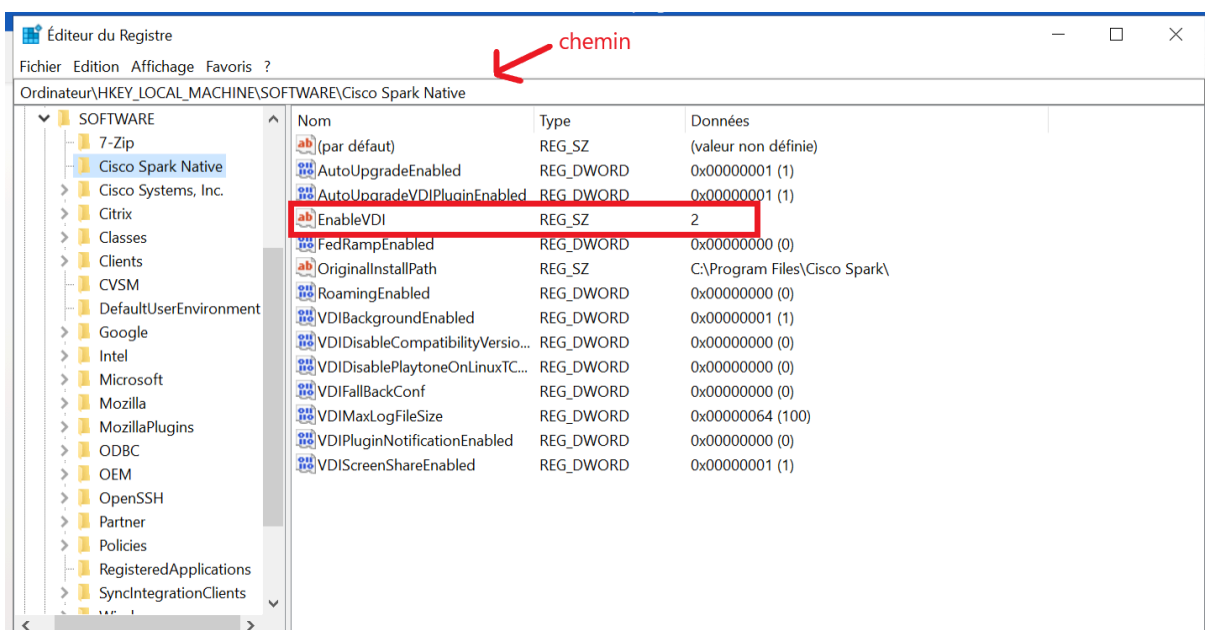 Éditeur du Registre
chemin
Fichier Edition Affichage Favoris ?
Ordinateur\HKEY_LOCAL_MACHINE\SOFTWARE\Cisco Spark Native
SOFTWARE
7-Zip
Cisco Spark Native
Cisco Systems, Inc.
Citrix
Classes
Clients
CVSM
DefaultUserEnvironment
Google
Intel
Microsoft
Mozilla
MozillaPlugins
ODBC
OEM
OpenSSH
Partner
Policies
RegisteredApplications
SyncIntegrationClients
Nom Type Données
(par défaut) REG_SZ (valeur non définie)
AutoUpgradeEnabled REG_DWORD 0x00000001 (1)
AutoUpgradeVDIPluginEnabled REG_DWORD 0x00000001 (1)
EnableVDI REG_SZ 2
FedRampEnabled REG_DWORD 0x00000000 (0)
OriginalInstallPath REG_SZ C:\Program Files\Cisco Spark\
RoamingEnabled REG_DWORD 0x00000000 (0)
VDIBackgroundEnabled REG_DWORD 0x00000001 (1)
VDIDisableCompatibilityVersio... REG_DWORD 0x00000000 (0)
VDIDisablePlaytoneOnLinuxTC... REG_DWORD 0x00000000 (0)
VDIFallBackConf REG_DWORD 0x00000000 (0)
VDIMaxLogFileSize REG_DWORD 0x00000064 (100)
VDIPluginNotificationEnabled REG_DWORD 0x00000000 (0)
VDIScreenShareEnabled REG_DWORD 0x00000001 (1)